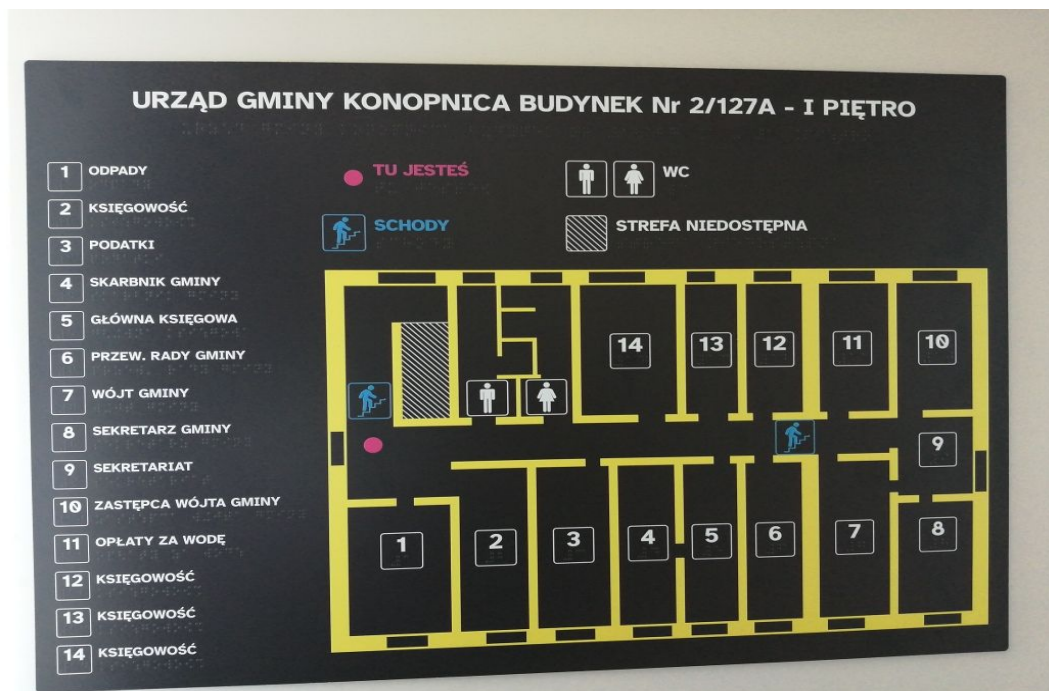 URZĄD GMINY KONOPNICA BUDYNEK Nr 2/127A - I PIĘTRO
1 ODPADY
2 KSIĘGOWOŚĆ
3 PODATKI
4 SKARBNIK GMINY
5 GŁÓWNA KSIĘGOWA
6 PRZEW. RADY GMINY
7 WÓJT GMINY
8 SEKRETARZ GMINY
9 SEKRETARIAT
10 ZASTĘPCA WÓJTA GMINY
11 OPŁATY ZA WODĘ
12 KSIĘGOWOŚĆ
13 KSIĘGOWOŚĆ
14 KSIĘGOWOŚĆ
TU JESTEŚ
WC
SCHODY
STREFA NIEDOSTĘPNA
14 13 12 11 10
9
1 2 3 4 5 6 7 8